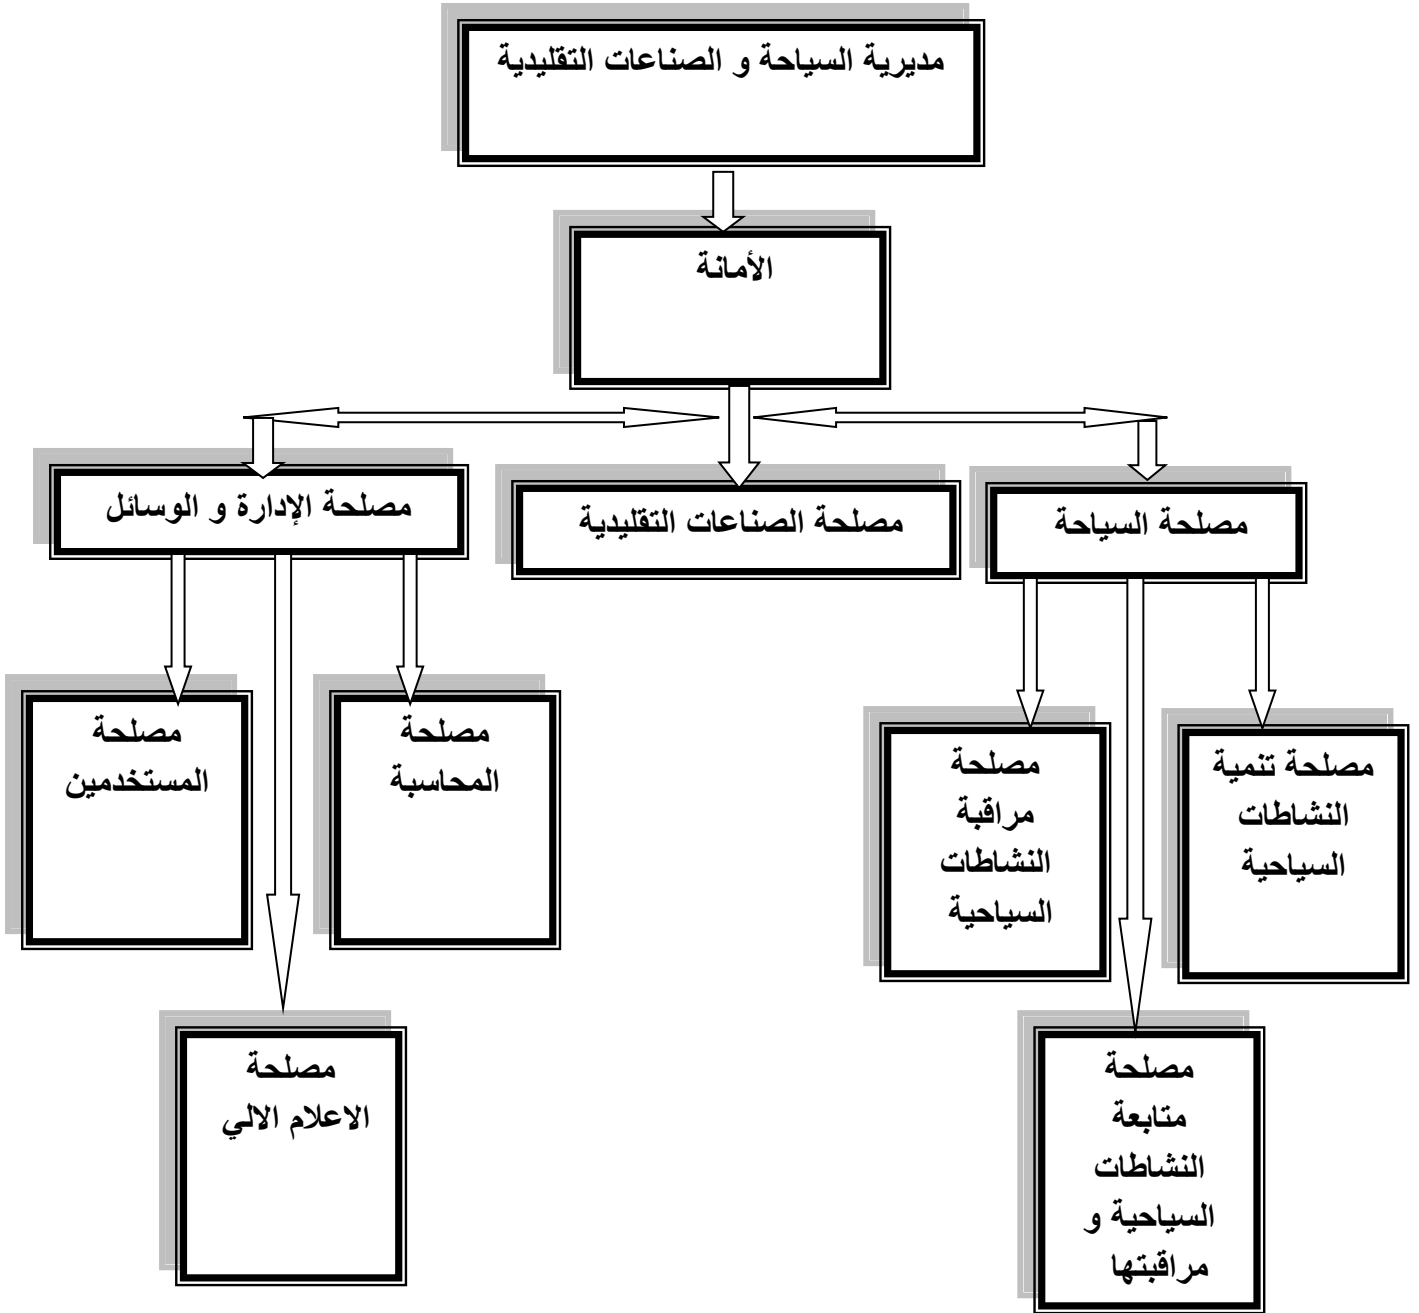 مديرية السياحة و الصناعات التقليدية
الأمانة
مصلحة السياحة
مصلحة الصناعات التقليدية
مصلحة الإدارة و الوسائل
مصلحة تنمية
النشاطات
السياحية
مصلحة
مراقبة
النشاطات
السياحية
مصلحة
المحاسبة
مصلحة
المستخدمين
مصلحة
متابعة
النشاطات
السياحية و
مراقبتها
مصلحة
الاعلام الالي